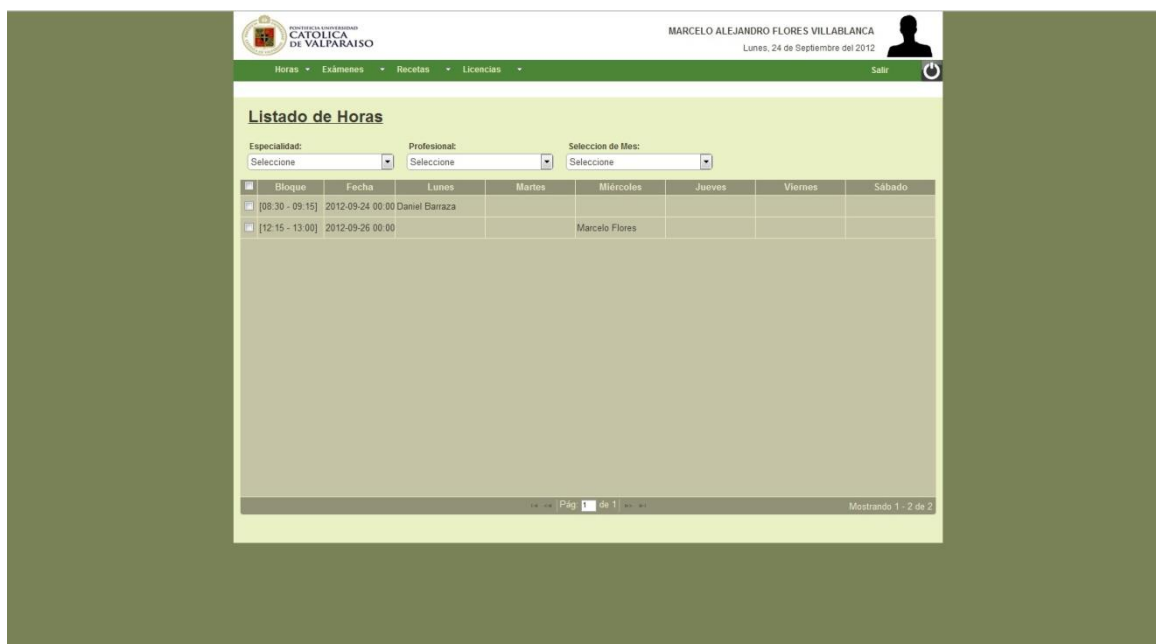 PONTIFICIA UNIVERSIDAD
CATOLICA
DE VALPARAISO
MARCELO ALEJANDRO FLORES VILLABLANCA
Lunes, 24 de Septiembre del 2012
Horas Exámenes Recetas Licencias Salir
Listado de Horas
Especialidad: Profesional: Seleccion de Mes:
Seleccione Seleccione Seleccione
Bloque Fecha Lunes Martes Miércoles Jueves Viernes Sábado
[08:30 - 09:15] 2012-09-24 00:00 Daniel Barraza
[12:15 - 13:00] 2012-09-26 00:00 Marcelo Flores
Pág. 1 de 1 Mostrando 1 - 2 de 2